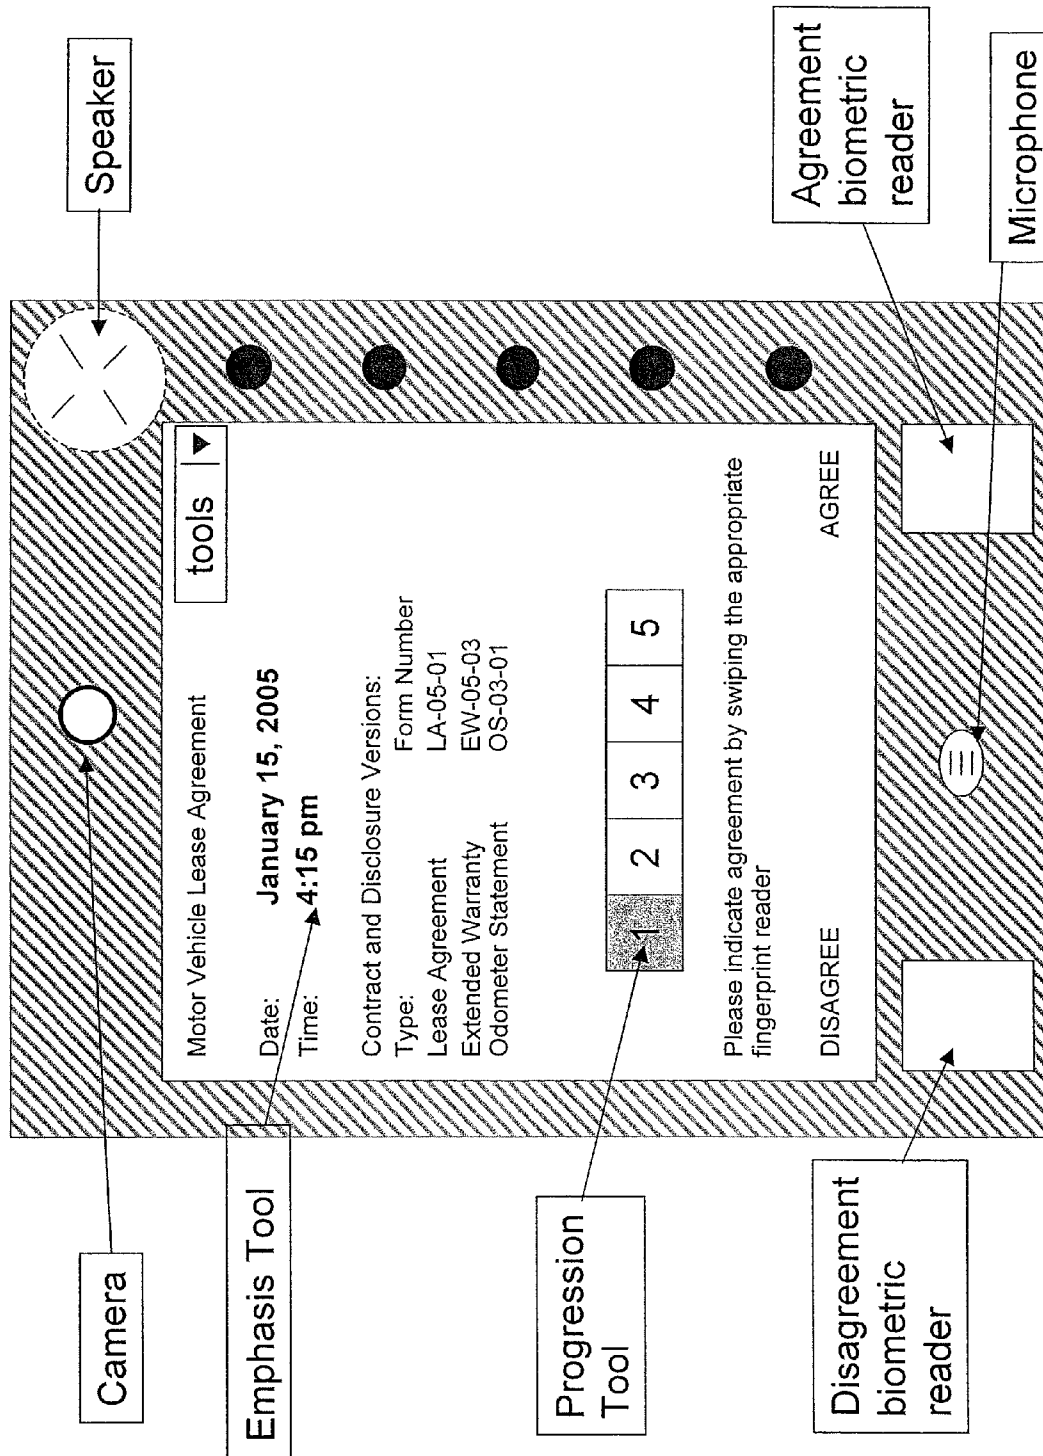 Camera
Speaker
Motor Vehicle Lease Agreement
tools
Emphasis Tool
Date: January 15, 2005
Time: 4:15 pm
Contract and Disclosure Versions:
Type: Form Number
Lease Agreement LA-05-01
Extended Warranty EW-05-03
Odometer Statement OS-03-01
Progression
Tool
1 2 3 4 5
Please indicate agreement by swiping the appropriate
fingerprint reader
DISAGREE AGREE
Disagreement
biometric
reader
Agreement
biometric
reader
Microphone